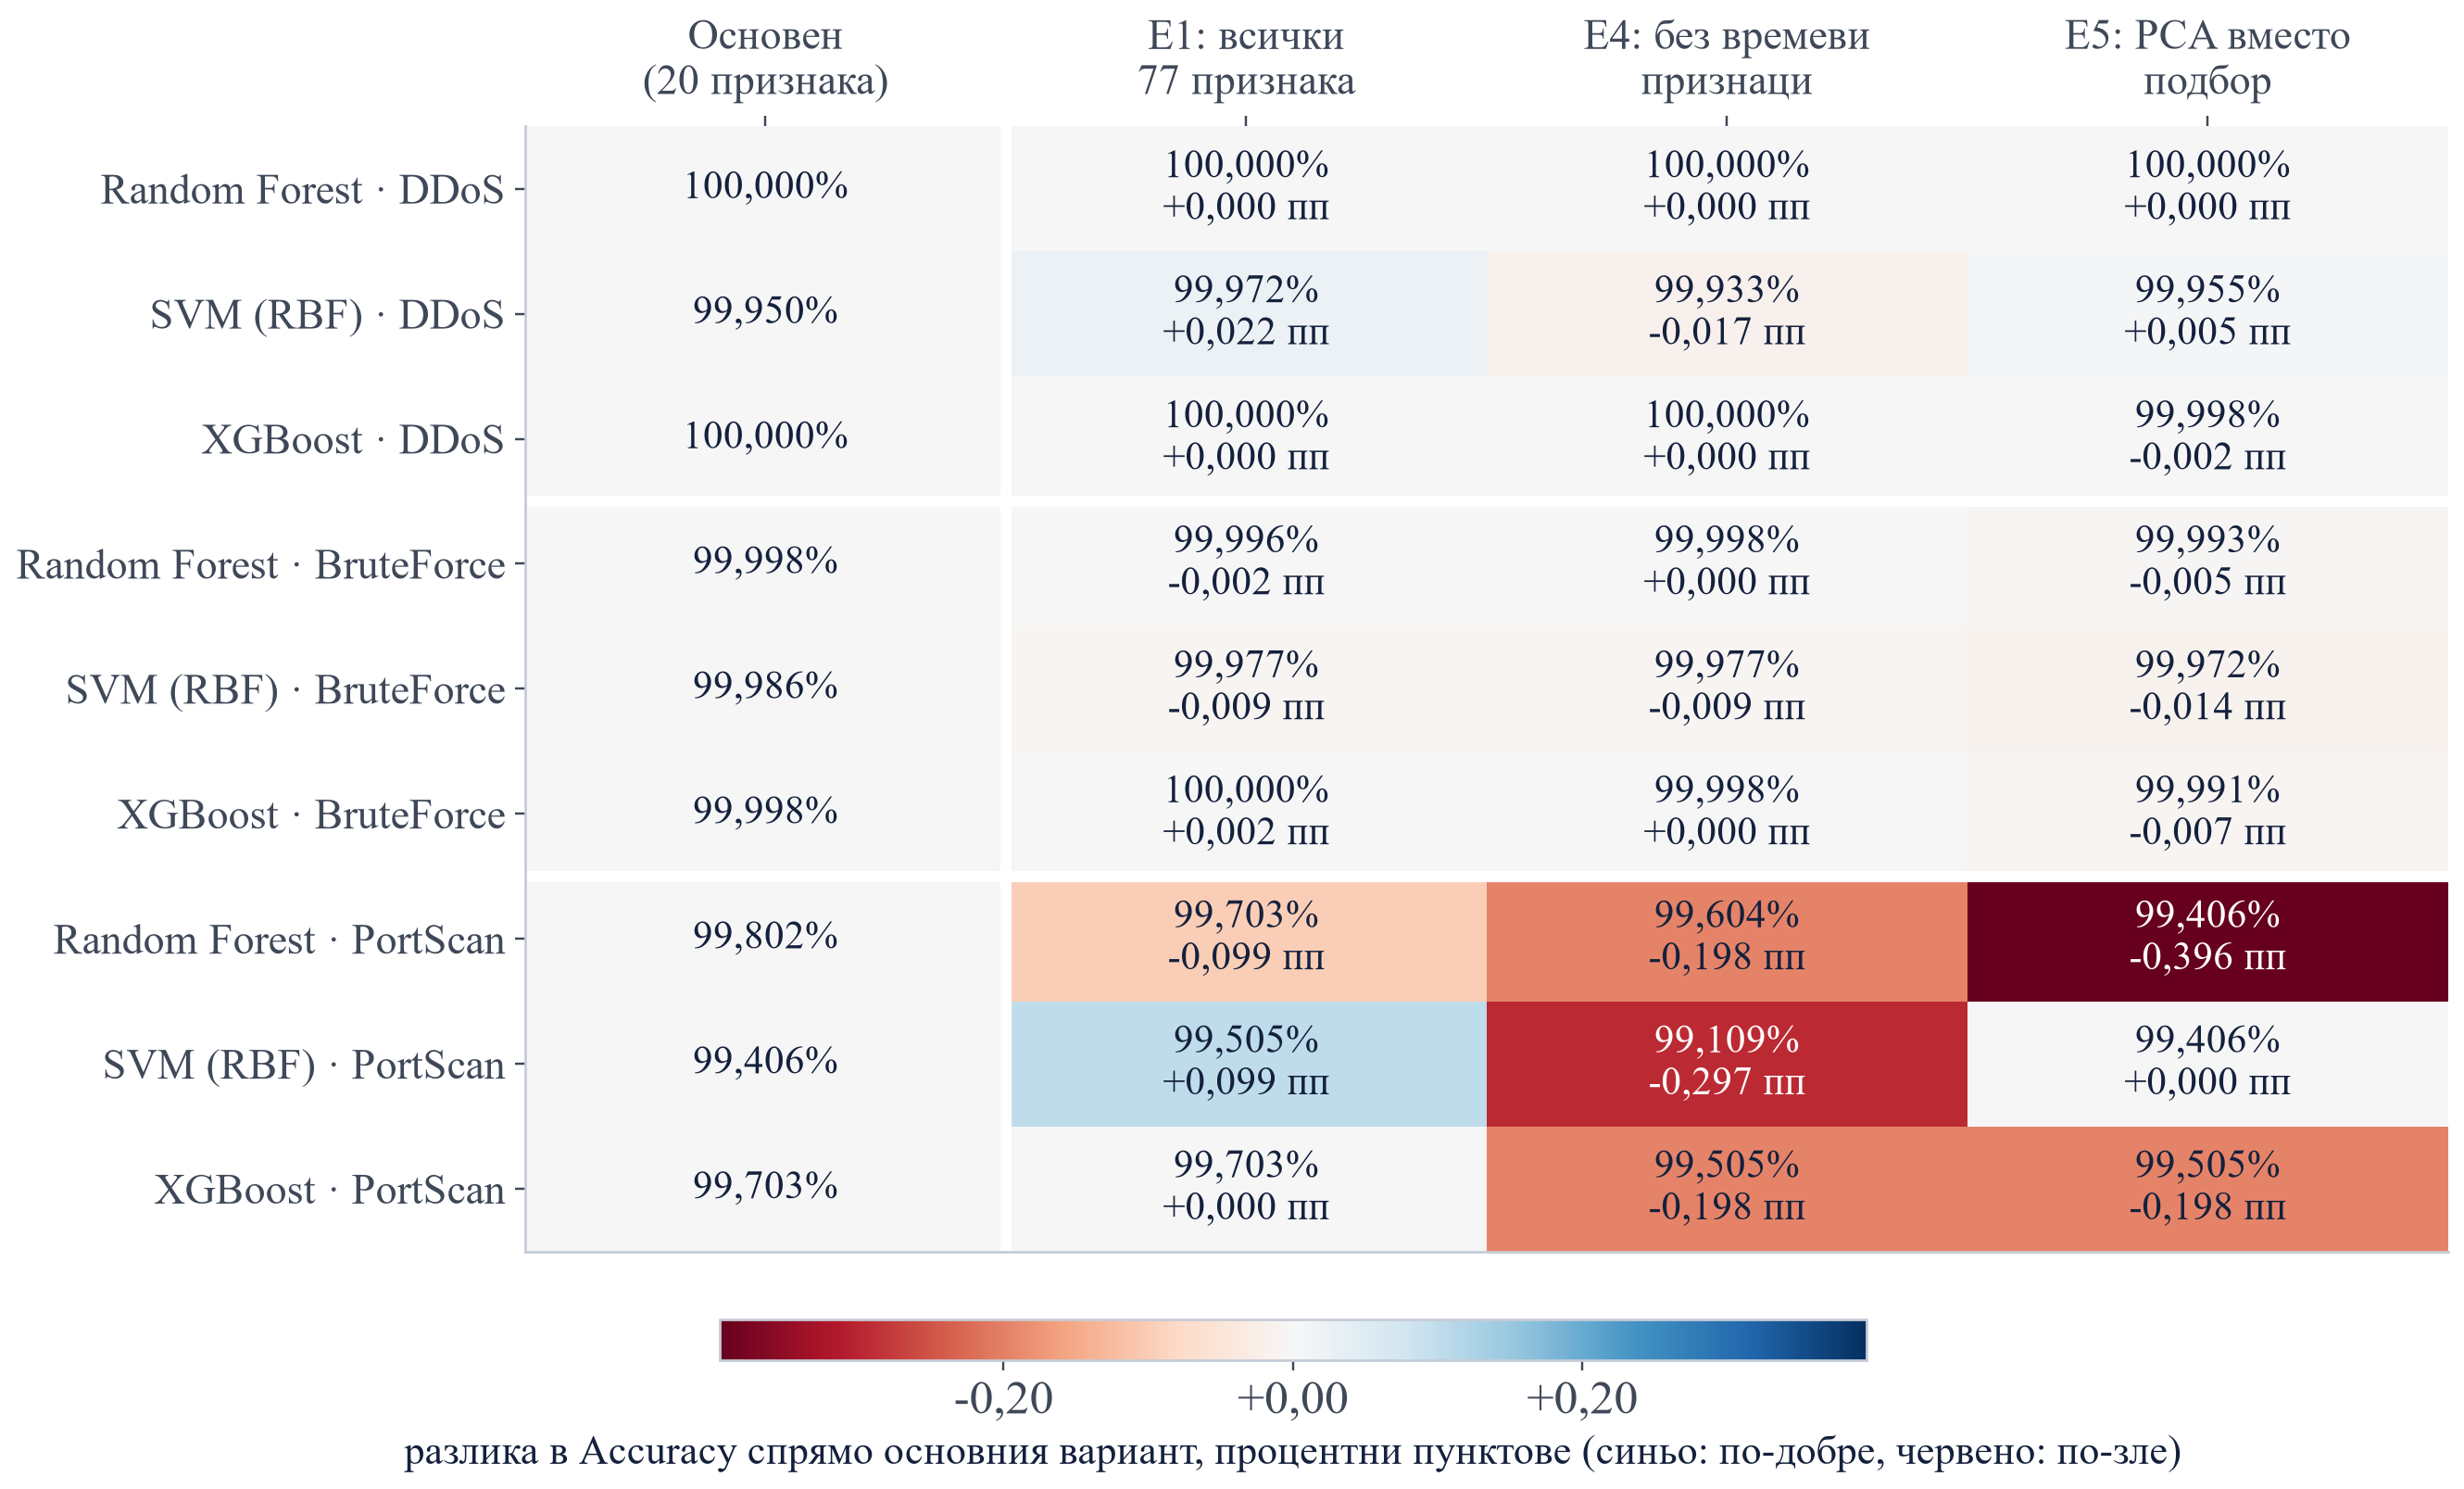 Основен
(20 признака)
E1: всички
77 признака
E4: без времеви
признаци
E5: PCA вместо
подбор
Random Forest · DDoS
100,000%
100,000%
+0,000 пп
100,000%
+0,000 пп
100,000%
+0,000 пп
SVM (RBF) · DDoS
99,950%
99,972%
+0,022 пп
99,933%
-0,017 пп
99,955%
+0,005 пп
XGBoost · DDoS
100,000%
100,000%
+0,000 пп
100,000%
+0,000 пп
99,998%
-0,002 пп
Random Forest · BruteForce
99,998%
99,996%
-0,002 пп
99,998%
+0,000 пп
99,993%
-0,005 пп
SVM (RBF) · BruteForce
99,986%
99,977%
-0,009 пп
99,977%
-0,009 пп
99,972%
-0,014 пп
XGBoost · BruteForce
99,998%
100,000%
+0,002 пп
99,998%
+0,000 пп
99,991%
-0,007 пп
Random Forest · PortScan
99,802%
99,703%
-0,099 пп
99,604%
-0,198 пп
99,406%
-0,396 пп
SVM (RBF) · PortScan
99,406%
99,505%
+0,099 пп
99,109%
-0,297 пп
99,406%
+0,000 пп
XGBoost · PortScan
99,703%
99,703%
+0,000 пп
99,505%
-0,198 пп
99,505%
-0,198 пп
-0,20
+0,00
+0,20
разлика в Accuracy спрямо основния вариант, процентни пунктове (синьо: по-добре, червено: по-зле)